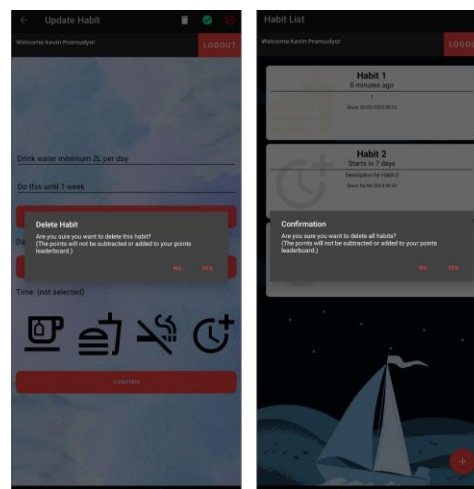 Update Habit
Welcome Kevin Pramudya!
LOGOUT
Drink water minimum 2L per day
Do this until 1 week
Delete Habit
Are you sure you want to delete this habit?
(The points will not be subtracted or added to your points
leaderboard.)
NO YES
Time: (not selected)
CONFIRM
Habit List
Welcome Kevin Pramudya!
Habit 1
0 minutes ago
1
Habit 2
Starts in 7 days
Description for Habit 2
Confirmation
Are you sure you want to delete all habits?
(The points will not be subtracted or added to your points
leaderboard.)
NO YES